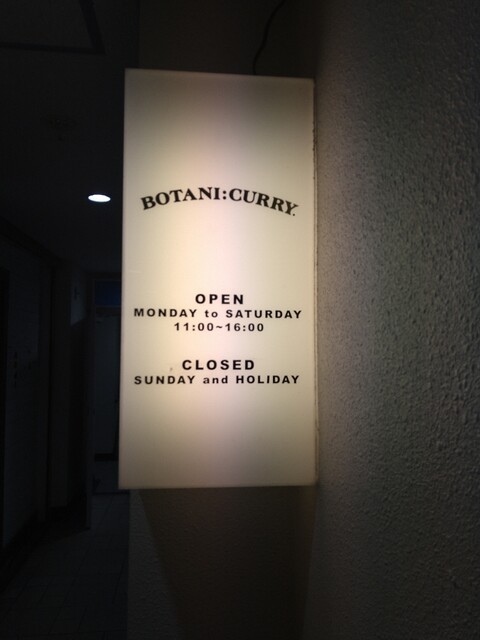 BOTANI:CURRY.
OPEN
MONDAY to SATURDAY
11:00~16:00
CLOSED
SUNDAY and HOLIDAY